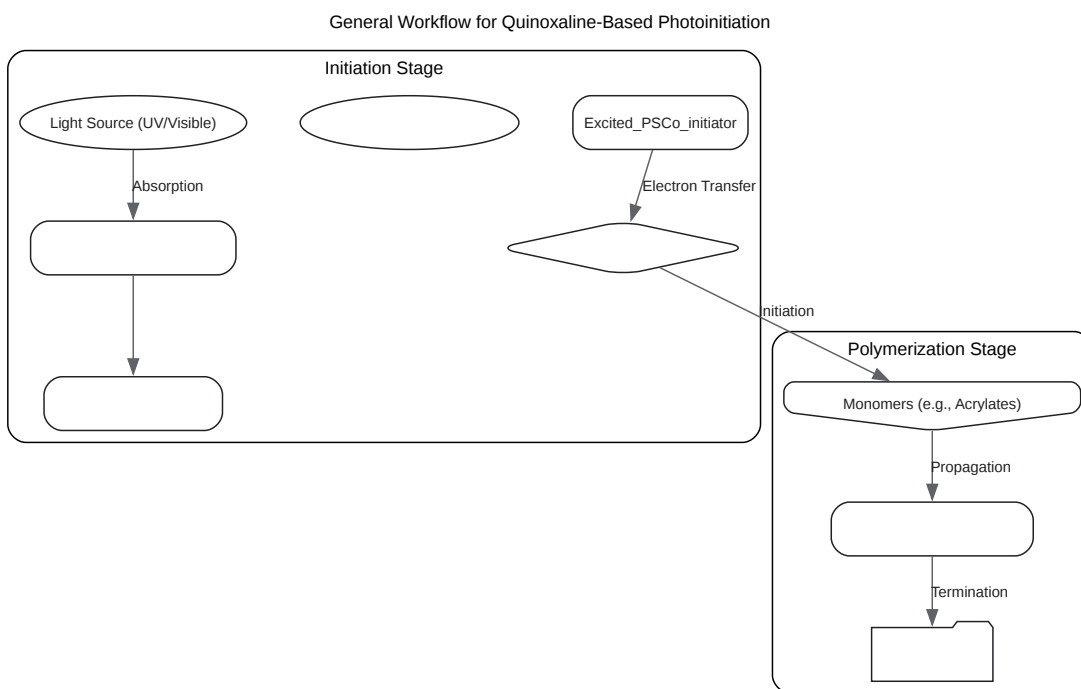 General Workflow for Quinoxaline-Based Photoinitiation
Initiation Stage
Light Source (UV/Visible)
Excited_PSCo_initiator
Absorption
Electron Transfer
Initiation
Polymerization Stage
Monomers (e.g., Acrylates)
Propagation
Termination